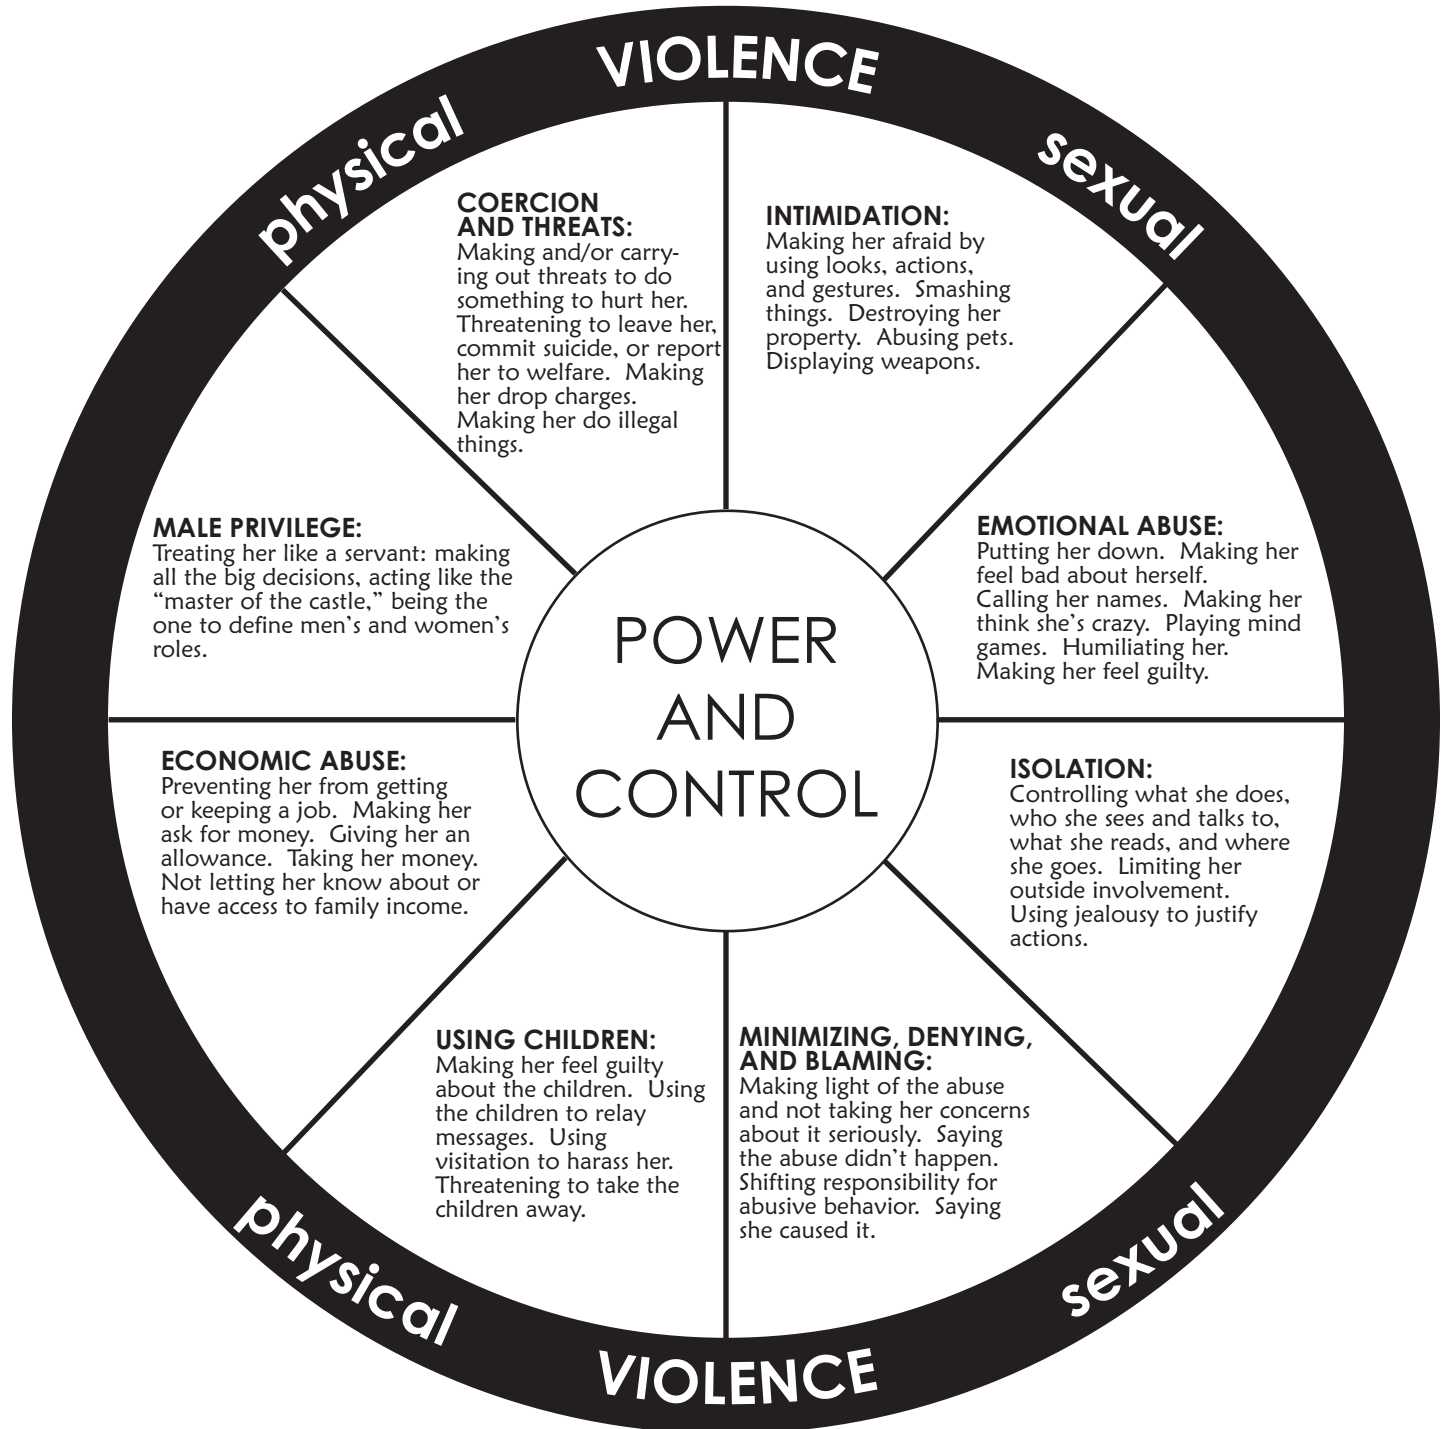 VIOLENCE
physical
sexual
COERCION
AND THREATS:
Making and/or carry-
ing out threats to do
something to hurt her.
Threatening to leave her,
commit suicide, or report
her to welfare.  Making
her drop charges.
Making her do illegal
things.
INTIMIDATION:
Making her afraid by
using looks, actions,
and gestures.  Smashing
things.  Destroying her
property.  Abusing pets.
Displaying weapons.
MALE PRIVILEGE:
Treating her like a servant: making
all the big decisions, acting like the
“master of the castle,” being the
one to define men’s and women’s
roles.
EMOTIONAL ABUSE:
Putting her down.  Making her
feel bad about herself.
Calling her names.  Making her
think she’s crazy.  Playing mind
games.  Humiliating her.
Making her feel guilty.
POWER
AND
CONTROL
ECONOMIC ABUSE:
Preventing her from getting
or keeping a job.  Making her
ask for money.  Giving her an
allowance.  Taking her money.
Not letting her know about or
have access to family income.
ISOLATION:
Controlling what she does,
who she sees and talks to,
what she reads, and where
she goes.  Limiting her
outside involvement.
Using jealousy to justify
actions.
USING CHILDREN:
Making her feel guilty
about the children.  Using
the children to relay
messages.  Using
visitation to harass her.
Threatening to take the
children away.
MINIMIZING, DENYING,
AND BLAMING:
Making light of the abuse
and not taking her concerns
about it seriously.  Saying
the abuse didn’t happen.
Shifting responsibility for
abusive behavior.  Saying
she caused it.
physical
sexual
VIOLENCE